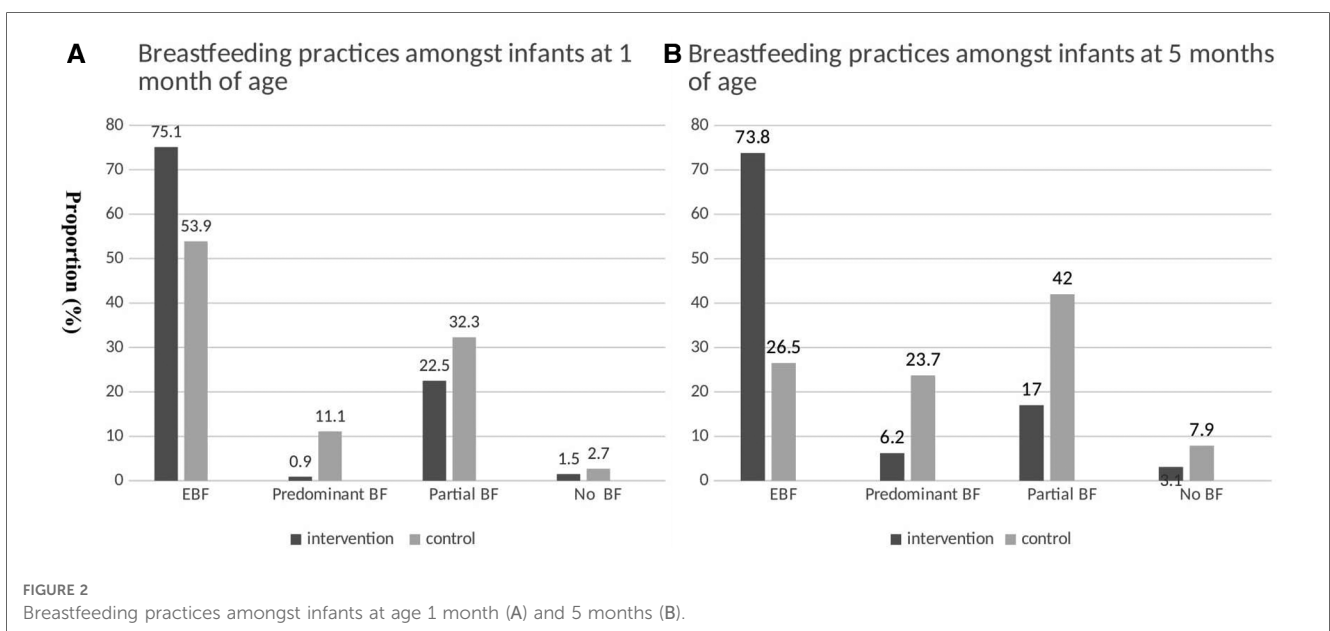 A
Breastfeeding practices amongst infants at 1
month of age
80
70
60
50
40
30
20
10
0
Proportion (%)
75.1
53.9
0.9
11.1
22.5
32.3
1.5
2.7
EBF
Predominant BF
Partial BF
No BF
intervention
control
B
Breastfeeding practices amongst infants at 5 months
of age
80
70
60
50
40
30
20
10
0
73.8
26.5
6.2
23.7
17
42
3.1
7.9
EBF
Predominant BF
Partial BF
No BF
intervention
control
FIGURE 2
Breastfeeding practices amongst infants at age 1 month (A) and 5 months (B).